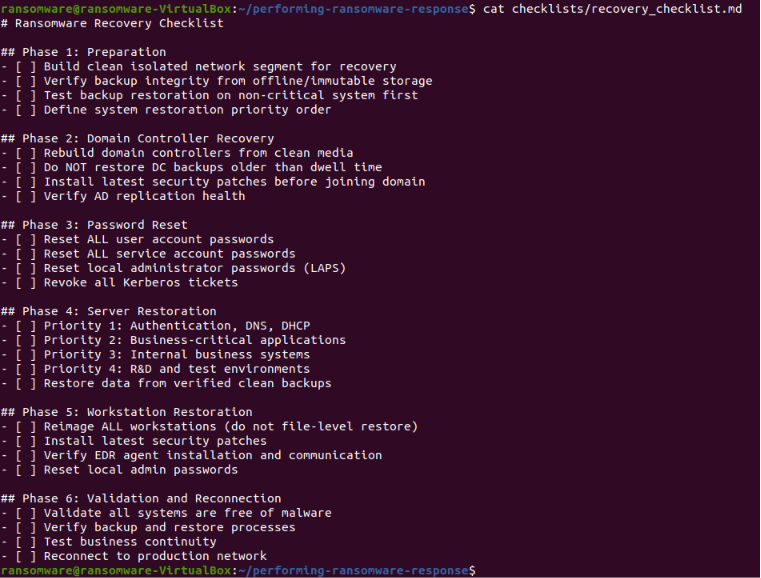 ransomware@ransomware-VirtualBox:~/performing-ransomware-response$ cat checklists/recovery_checklist.md
# Ransomware Recovery Checklist
## Phase 1: Preparation
- [ ] Build clean isolated network segment for recovery
- [ ] Verify backup integrity from offline/immutable storage
- [ ] Test backup restoration on non-critical system first
- [ ] Define system restoration priority order
## Phase 2: Domain Controller Recovery
- [ ] Rebuild domain controllers from clean media
- [ ] Do NOT restore DC backups older than dwell time
- [ ] Install latest security patches before joining domain
- [ ] Verify AD replication health
## Phase 3: Password Reset
- [ ] Reset ALL user account passwords
- [ ] Reset ALL service account passwords
- [ ] Reset local administrator passwords (LAPS)
- [ ] Revoke all Kerberos tickets
## Phase 4: Server Restoration
- [ ] Priority 1: Authentication, DNS, DHCP
- [ ] Priority 2: Business-critical applications
- [ ] Priority 3: Internal business systems
- [ ] Priority 4: R&D and test environments
- [ ] Restore data from verified clean backups
## Phase 5: Workstation Restoration
- [ ] Reimage ALL workstations (do not file-level restore)
- [ ] Install latest security patches
- [ ] Verify EDR agent installation and communication
- [ ] Reset local admin passwords
## Phase 6: Validation and Reconnection
- [ ] Validate all systems are free of malware
- [ ] Verify backup and restore processes
- [ ] Test business continuity
- [ ] Reconnect to production network
ransomware@ransomware-VirtualBox:~/performing-ransomware-response$